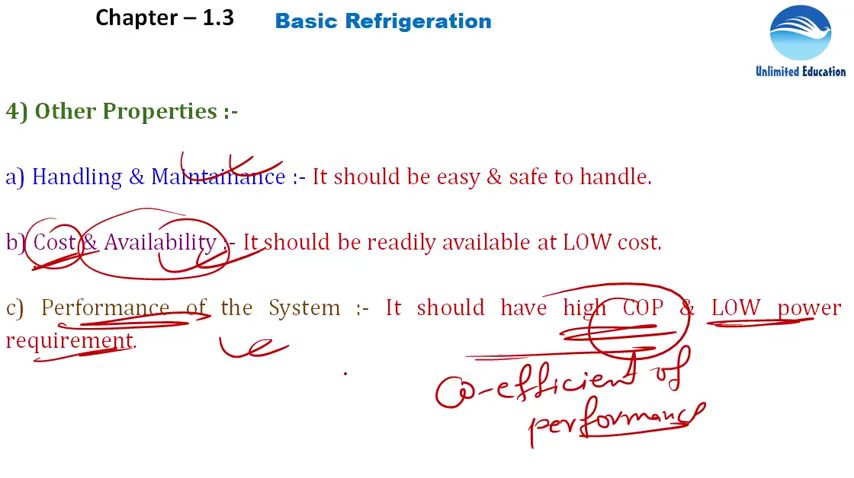 Chapter – 1.3 Basic Refrigeration
Unlimited Education
4) Other Properties :-
a) Handling & Maintainance :- It should be easy & safe to handle.
b) Cost & Availability :- It should be readily available at LOW cost.
c) Performance of the System :- It should have high COP & LOW power
requirement.
Co-efficient of
performance